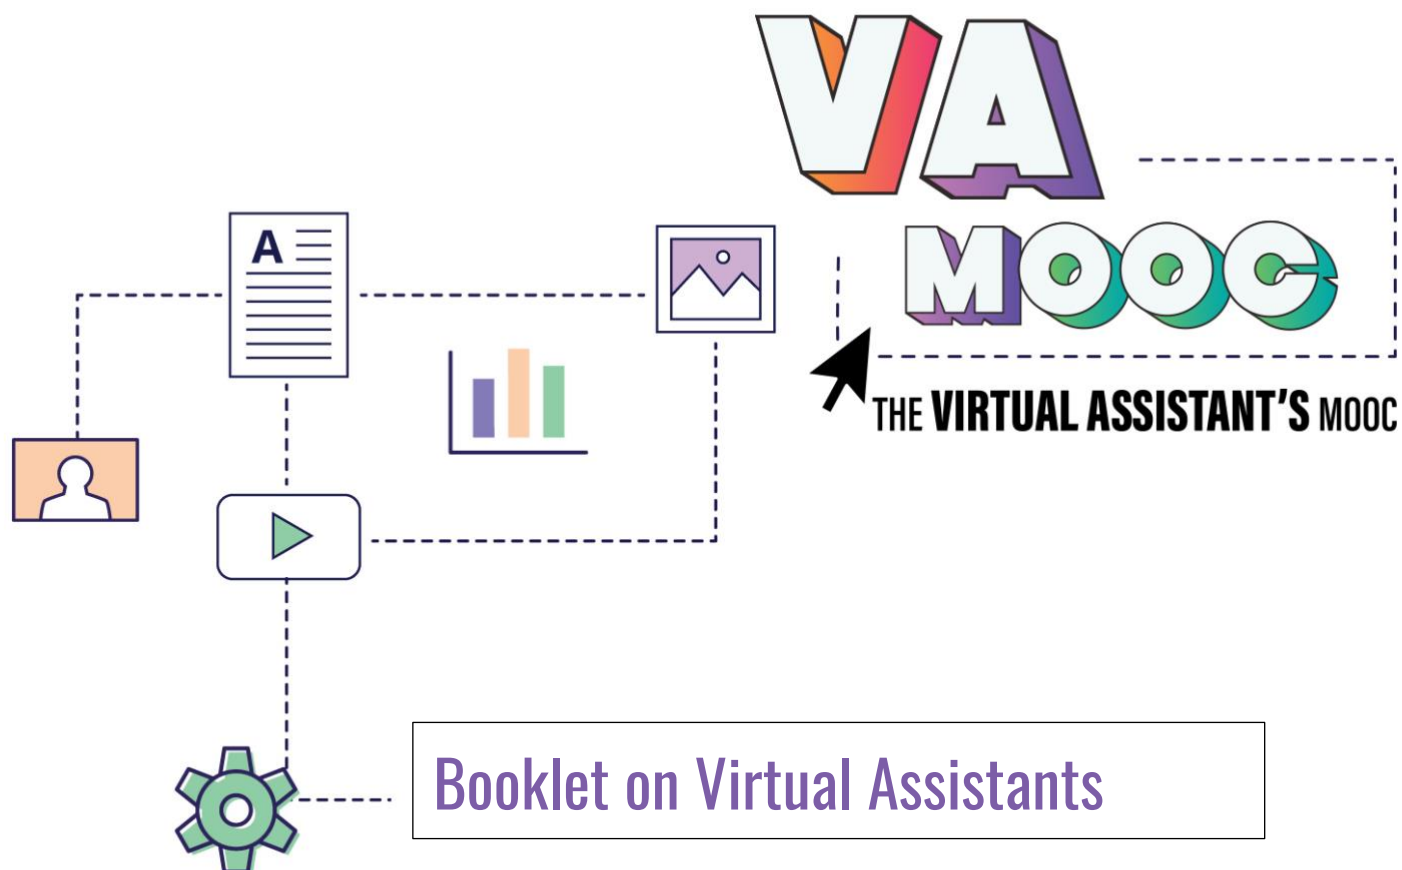 VA
MOOC
THE VIRTUAL ASSISTANT'S MOOC
A
Booklet on Virtual Assistants